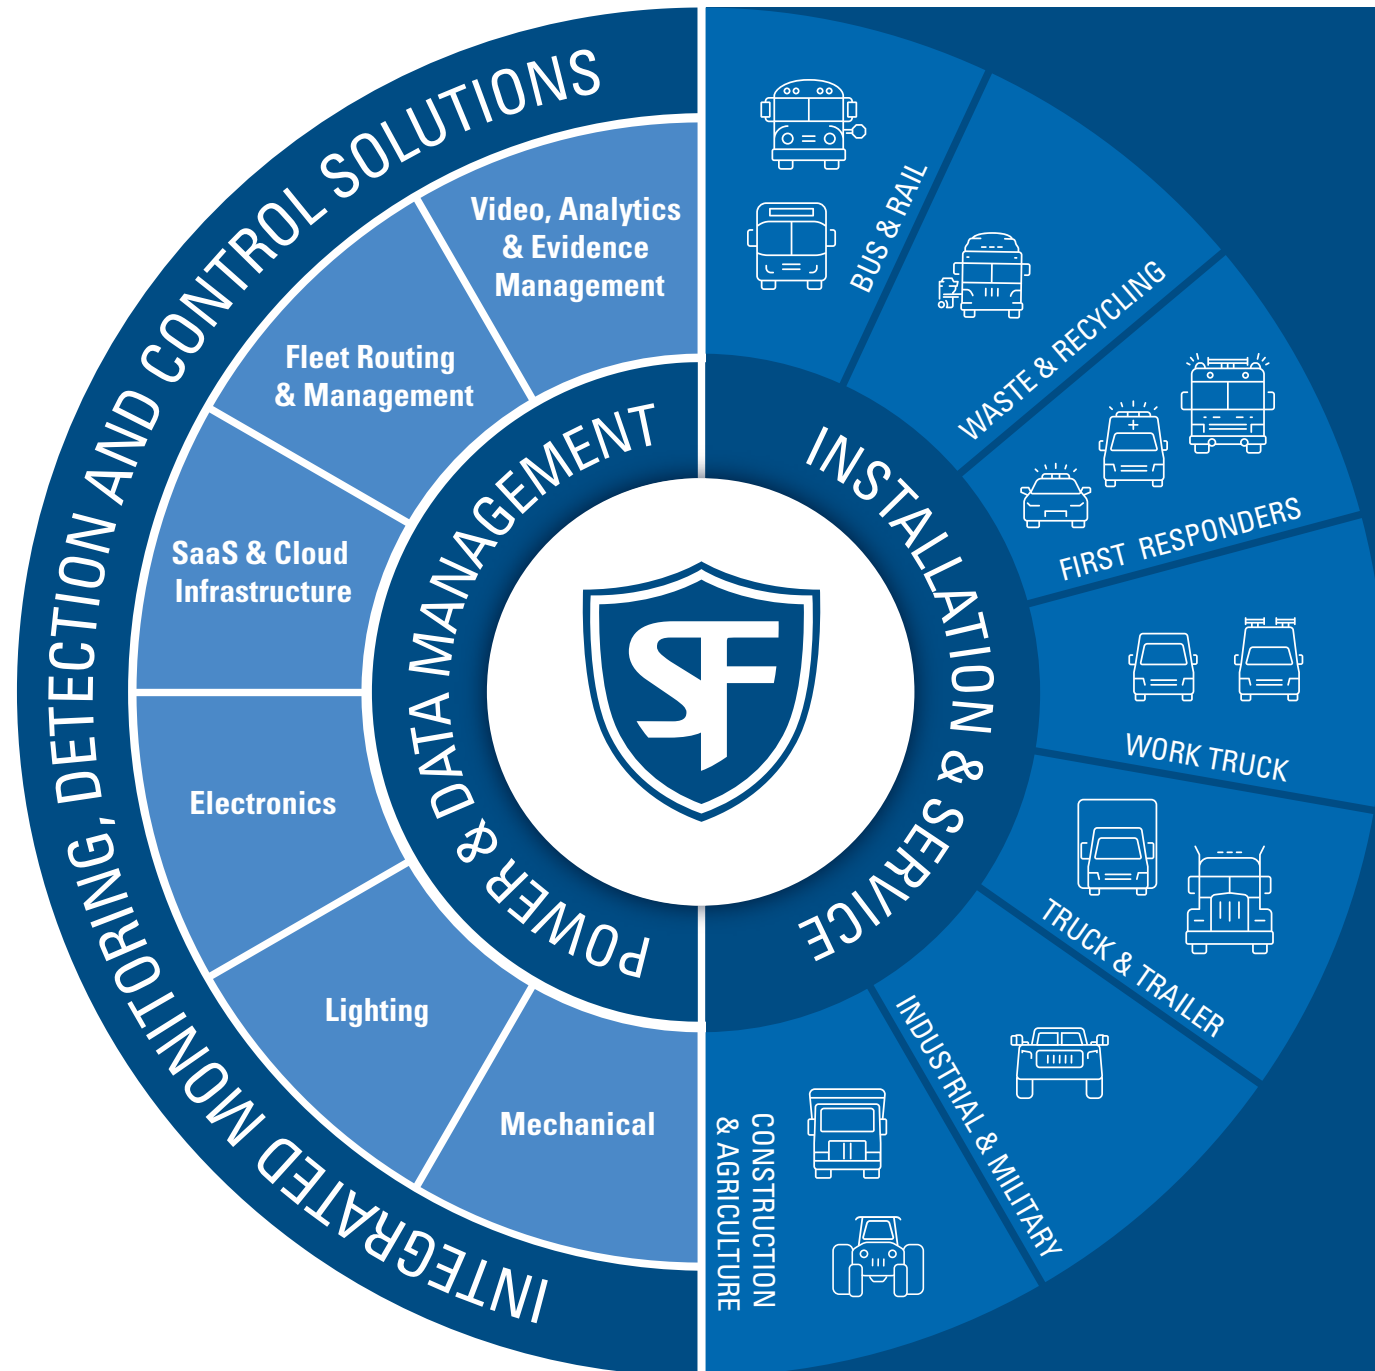 INTEGRATED MONITORING, DETECTION AND CONTROL SOLUTIONS
Video, Analytics
& Evidence
Management
Fleet Routing
& Management
SaaS & Cloud
Infrastructure
Electronics
Lighting
Mechanical
POWER & DATA MANAGEMENT
SF
INSTALLATION & SERVICE
BUS & RAIL
WASTE & RECYCLING
FIRST RESPONDERS
WORK TRUCK
TRUCK & TRAILER
INDUSTRIAL & MILITARY
CONSTRUCTION
& AGRICULTURE